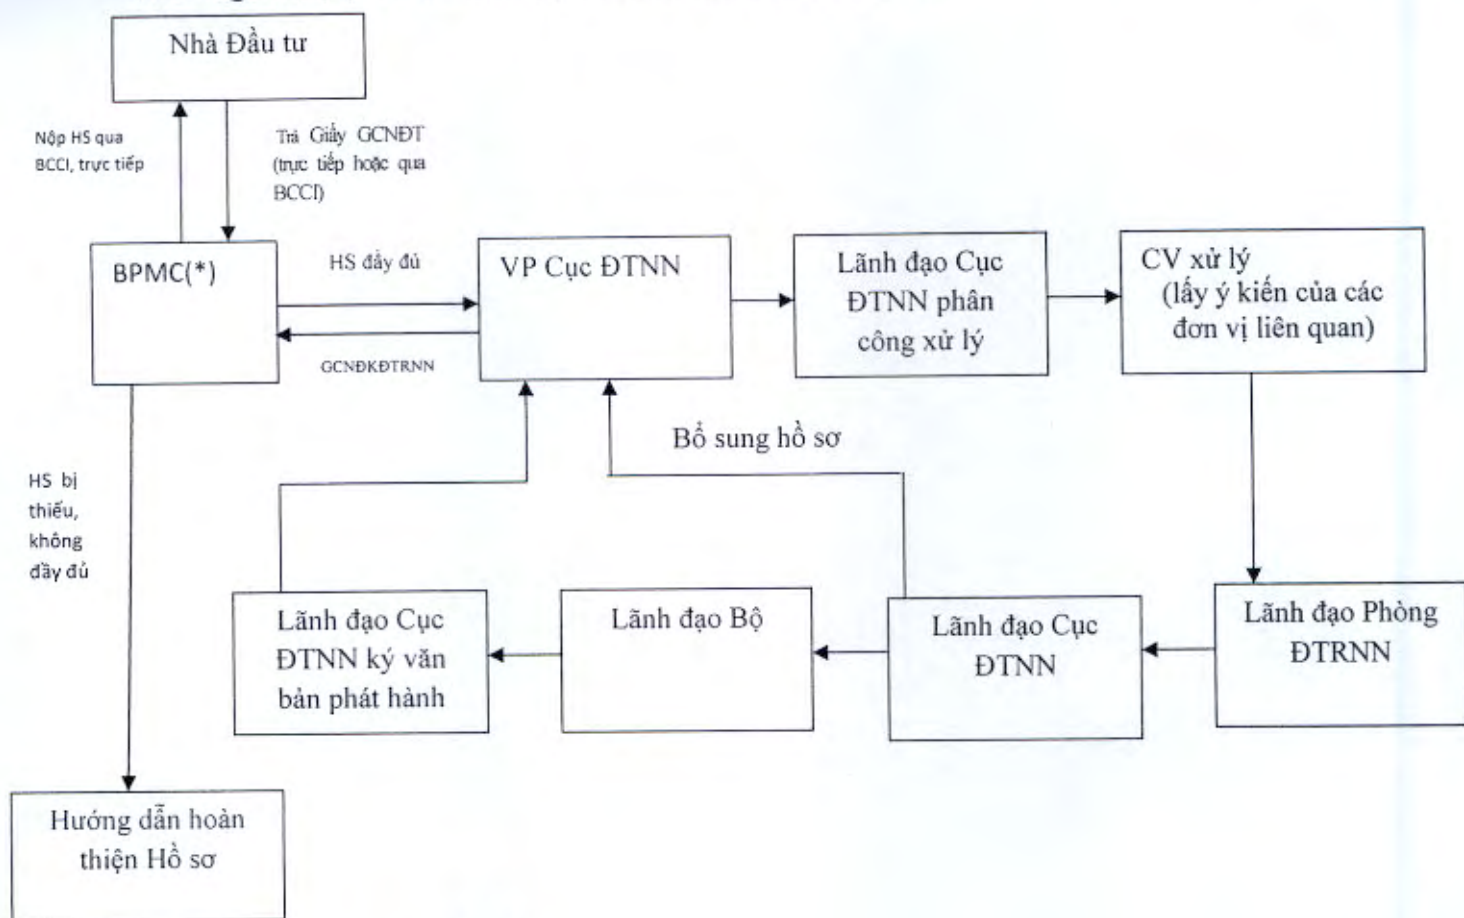 Nhà Đầu tư
Nộp HS qua
BCCI, trực tiếp
Trả Giấy GCNĐT
(trực tiếp hoặc qua
BCCI)
BPMC(*)
HS đầy đủ
GCNĐKĐTRNN
VP Cục ĐTNN
Lãnh đạo Cục
ĐTNN phân
công xử lý
CV xử lý
(lấy ý kiến của các
đơn vị liên quan)
Bổ sung hồ sơ
HS bị
thiếu,
không
đầy đủ
Lãnh đạo Cục
ĐTNN ký văn
bản phát hành
Lãnh đạo Bộ
Lãnh đạo Cục
ĐTNN
Lãnh đạo Phòng
ĐTRNN
Hướng dẫn hoàn
thiện Hồ sơ